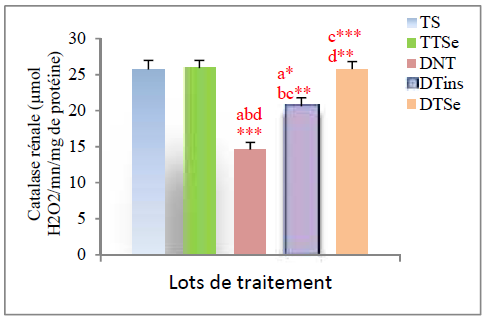 Catalase rénale (µmol
H2O2/mn/mg de protéine)
30
25
20
15
10
5
0
abd
***
a*
bc**
c***
d**
Lots de traitement
TS
TTSe
DNT
DTins
DTSe